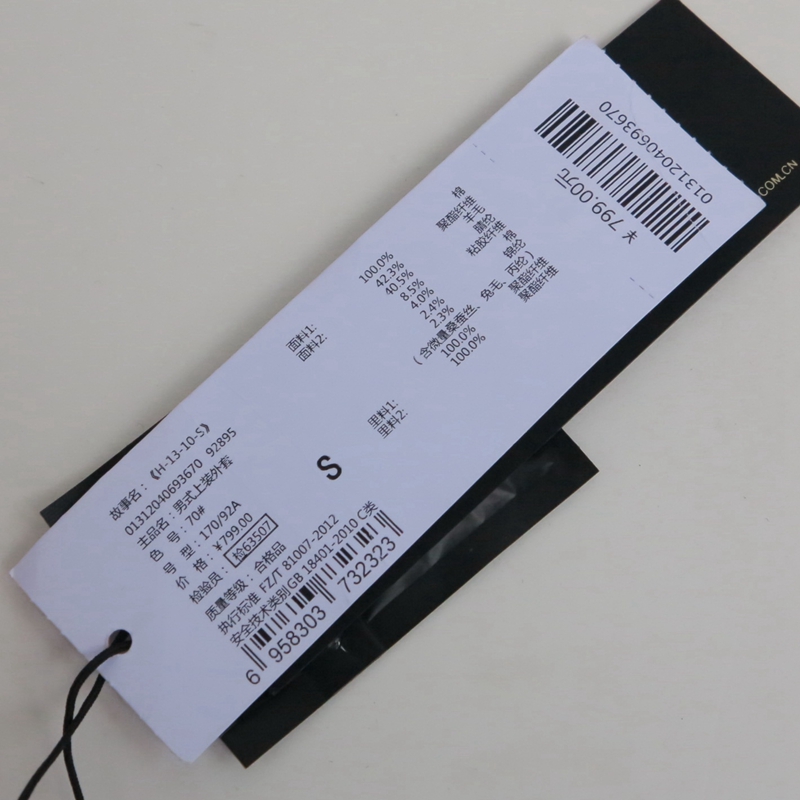 故事名：《H-13-10-S》
01312040693670 92895
主品名：男式上装外套
色 号：70#
号 型：170/92A
价 格：￥799.00
检验员：检63507
质量等级：合格品
执行标准 FZ/T 81007-2012
安全技术类别GB 18401-2010 C类
6 958303 732323
S
面料1: 100.0% 棉
面料2: 42.3% 聚酯纤维
40.5% 羊毛
8.5% 腈纶
4.0% 粘胶纤维
2.4% 棉
2.3% 锦纶
(含微量桑蚕丝、兔毛、丙纶)
里料1: 100.0% 聚酯纤维
里料2: 100.0% 聚酯纤维
￥799.00元
01312040693670
COM.CN